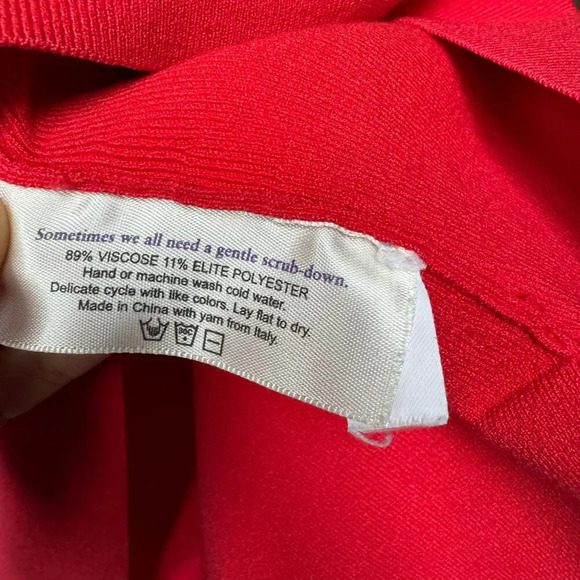 Sometimes we all need a gentle scrub-down.
89% VISCOSE 11% ELITE POLYESTER
Hand or machine wash cold water.
Delicate cycle with like colors. Lay flat to dry.
Made in China with yarn from Italy.
30C